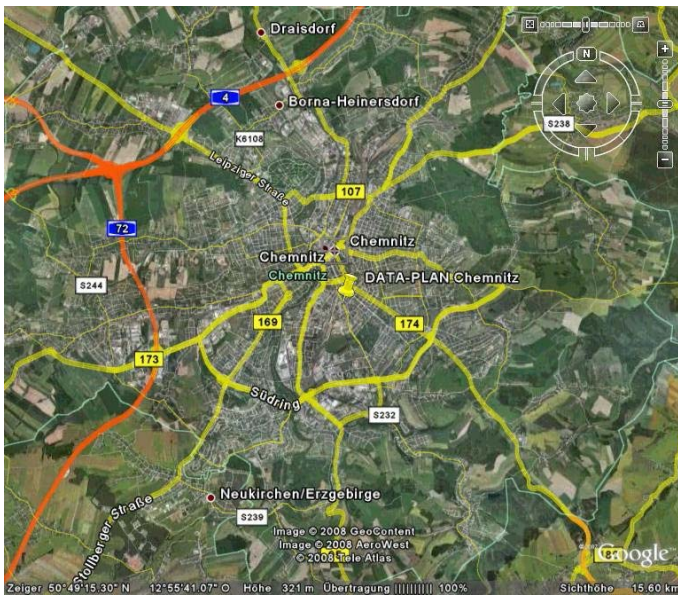 Draisdorf
N
4
Borna-Heinersdorf
S238
K6108
Leipziger Straße
107
72
Chemnitz
Chemnitz
Chemnitz
DATA-PLAN Chemnitz
S244
169
174
173
Südring
S232
Neukirchen/Erzgebirge
Stollberger Straße
S239
Image © 2008 GeoContent
Image © 2008 AeroWest
© 2008 Tele Atlas
Google
Zeiger 50°49'15.30" N 12°55'41.07" O Höhe 321 m Übertragung |||||||||| 100% Sichthöhe 15.60 km